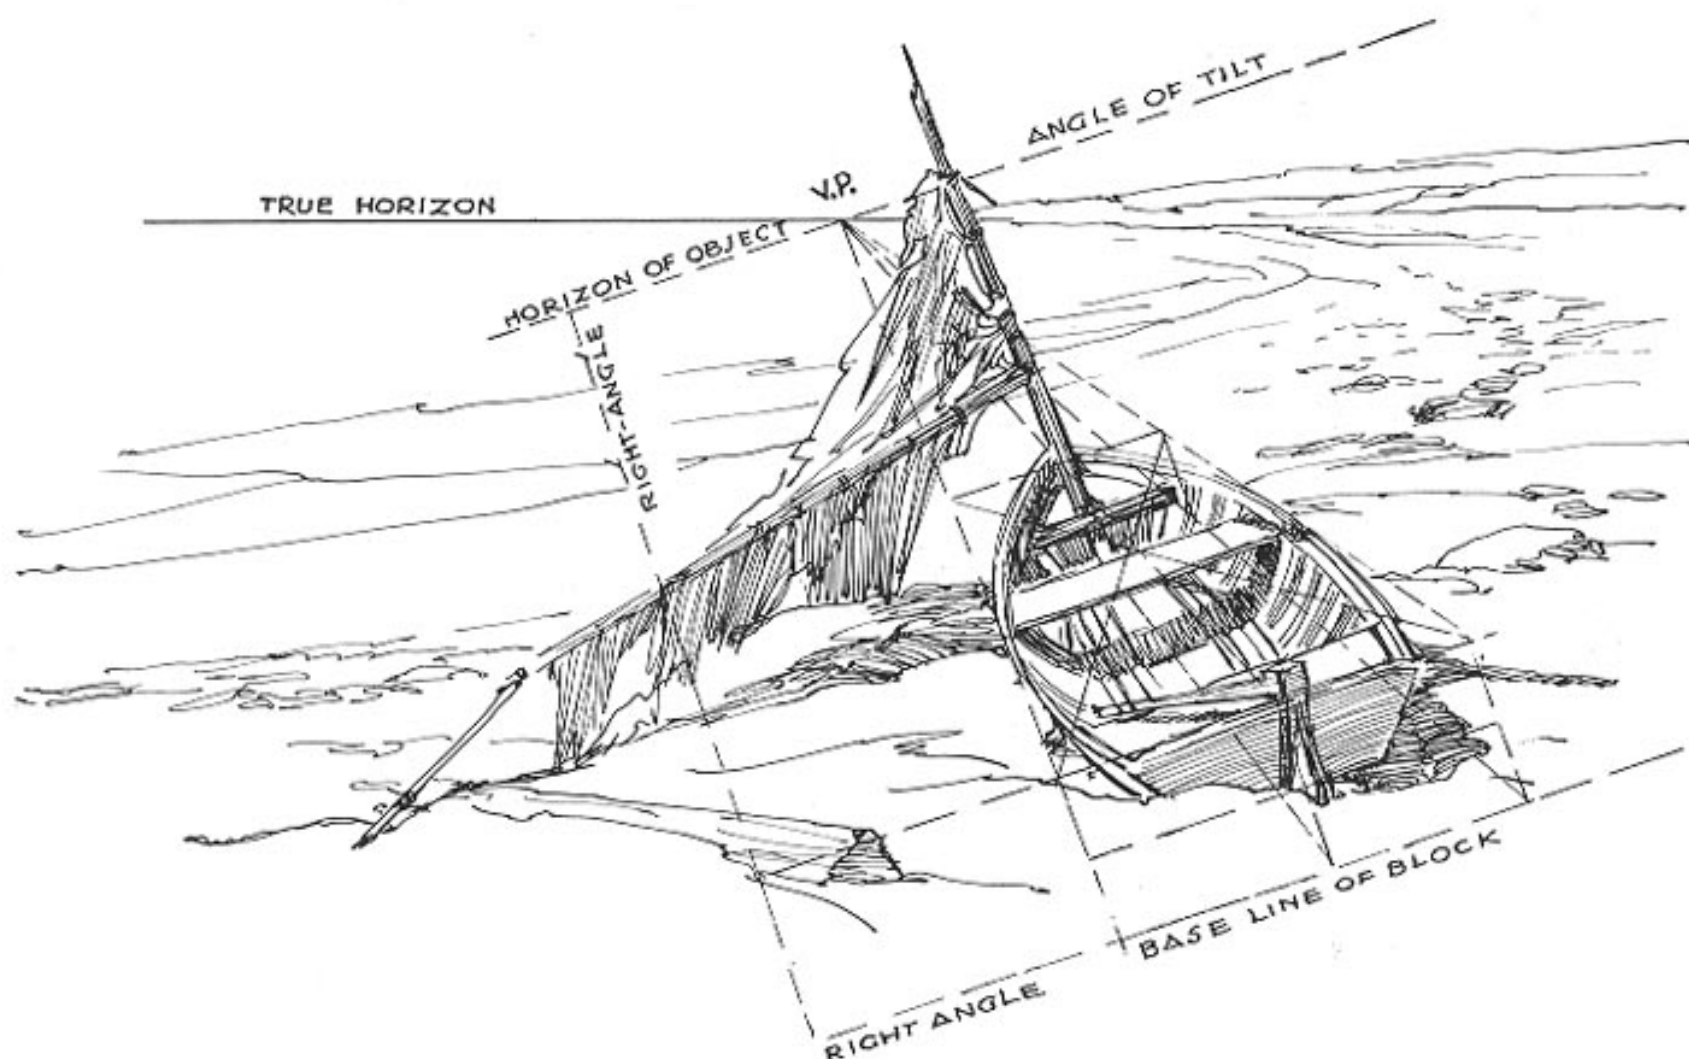 ANGLE OF TILT
V.P.
TRUE HORIZON
HORIZON OF OBJECT
RIGHT-ANGLE
BASE LINE OF BLOCK
RIGHT ANGLE